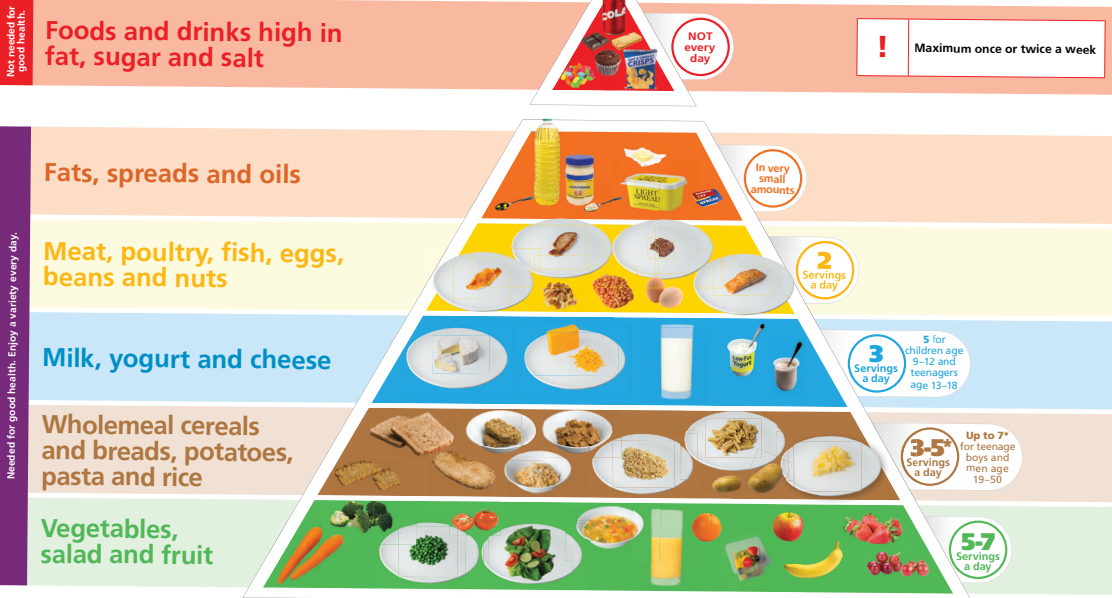 Not needed for
good health.
Foods and drinks high in
fat, sugar and salt
COLA
CRISPS
NOT
every
day
!
Maximum once or twice a week
Needed for good health. Enjoy a variety every day.
Fats, spreads and oils
LIGHT
SPREAD
SPREAD
In very
small
amounts
Meat, poultry, fish, eggs,
beans and nuts
2
Servings
a day
Milk, yogurt and cheese
Low-Fat
Yogurt
3
Servings
a day
5 for
children age
9–12 and
teenagers
age 13–18
Wholemeal cereals
and breads, potatoes,
pasta and rice
3-5*
Servings
a day
Up to 7*
for teenage
boys and
men age
19–50
Vegetables,
salad and fruit
5-7
Servings
a day